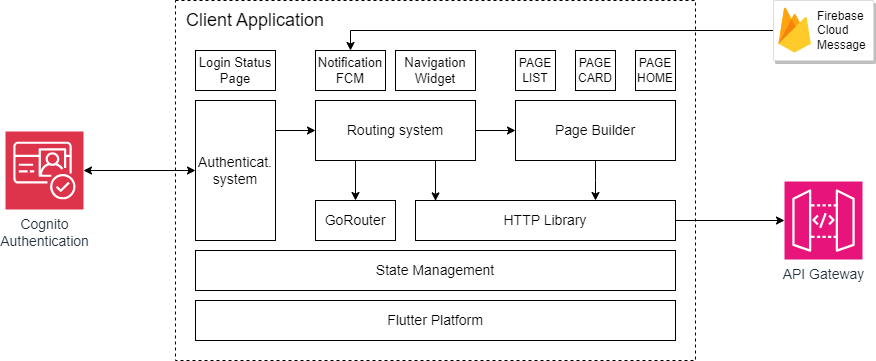 Client Application
Firebase
Cloud
Message
Login Status
Page
Notification
FCM
Navigation
Widget
PAGE
LIST
PAGE
CARD
PAGE
HOME
Authenticat.
system
Routing system
Page Builder
Cognito
Authentication
GoRouter
HTTP Library
API Gateway
State Management
Flutter Platform